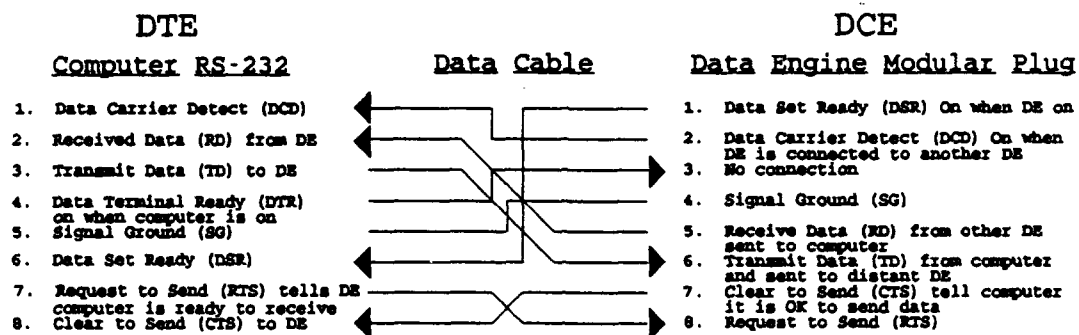 DTE
Computer RS-232
1. Data Carrier Detect (DCD)
2. Received Data (RD) from DE
3. Transmit Data (TD) to DE
4. Data Terminal Ready (DTR)
on when computer is on
5. Signal Ground (SG)
6. Data Set Ready (DSR)
7. Request to Send (RTS) tells DE
computer is ready to receive
8. Clear to Send (CTS) to DE
Data Cable
DCE
Data Engine Modular Plug
1. Data Set Ready (DSR) On when DE on
2. Data Carrier Detect (DCD) On when
DE is connected to another DE
3. No connection
4. Signal Ground (SG)
5. Receive Data (RD) from other DE
sent to computer
6. Transmit Data (TD) from computer
and sent to distant DE
7. Clear to Send (CTS) tell computer
it is OK to send data
8. Request to Send (RTS)